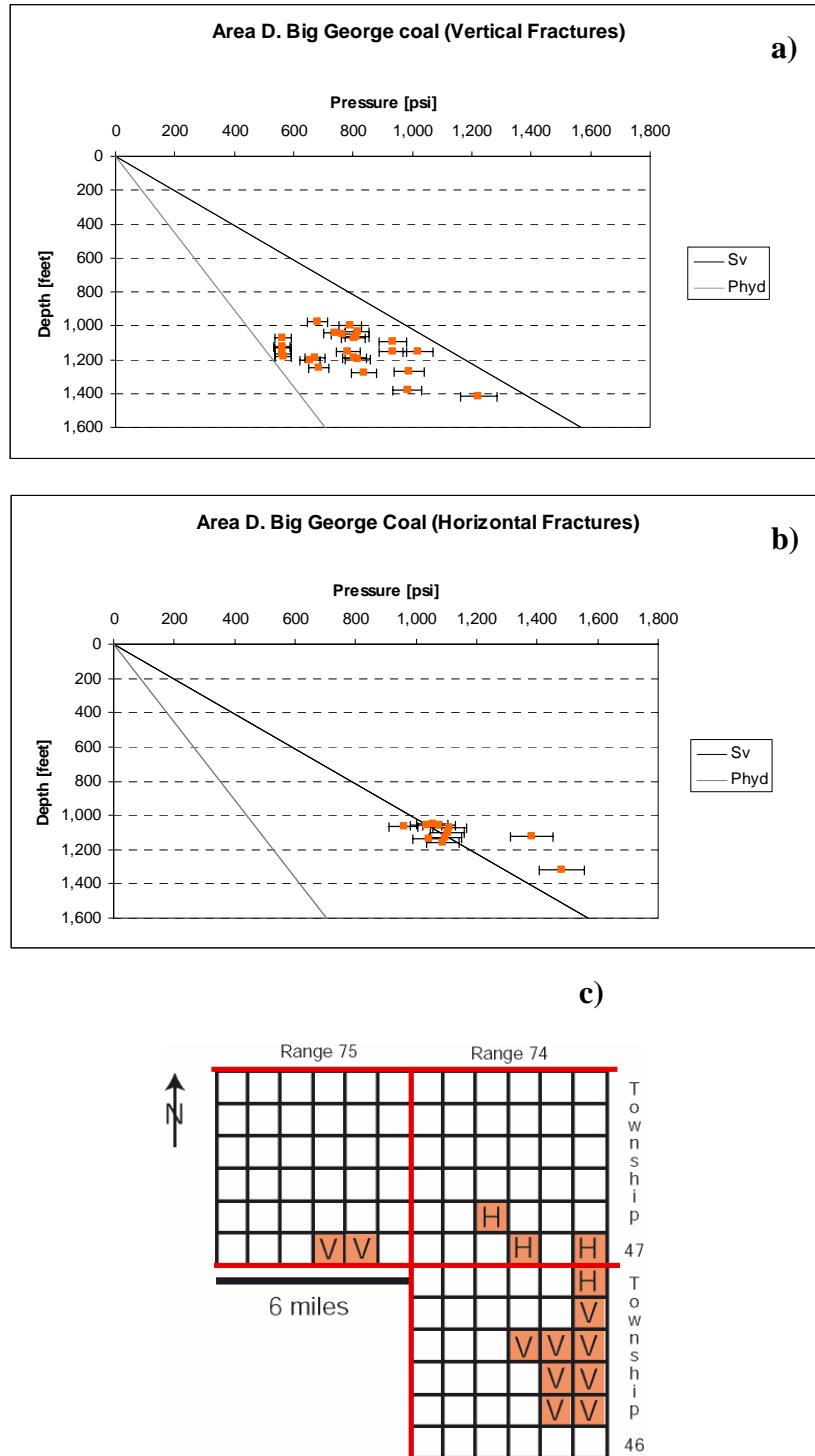 Area D. Big George coal (Vertical Fractures)
a)
Pressure [psi]
0 200 400 600 800 1,000 1,200 1,400 1,600 1,800
0
200
400
600
800
1,000
1,200
1,400
1,600
Depth [feet]
Sv
Phyd
Area D. Big George Coal (Horizontal Fractures)
b)
Pressure [psi]
0 200 400 600 800 1,000 1,200 1,400 1,600 1,800
0
200
400
600
800
1,000
1,200
1,400
1,600
Depth [feet]
Sv
Phyd
c)
Range 75 Range 74
N
Township 47
H
V V H H
6 miles
H
V
V V V
V V
V V
Township 46